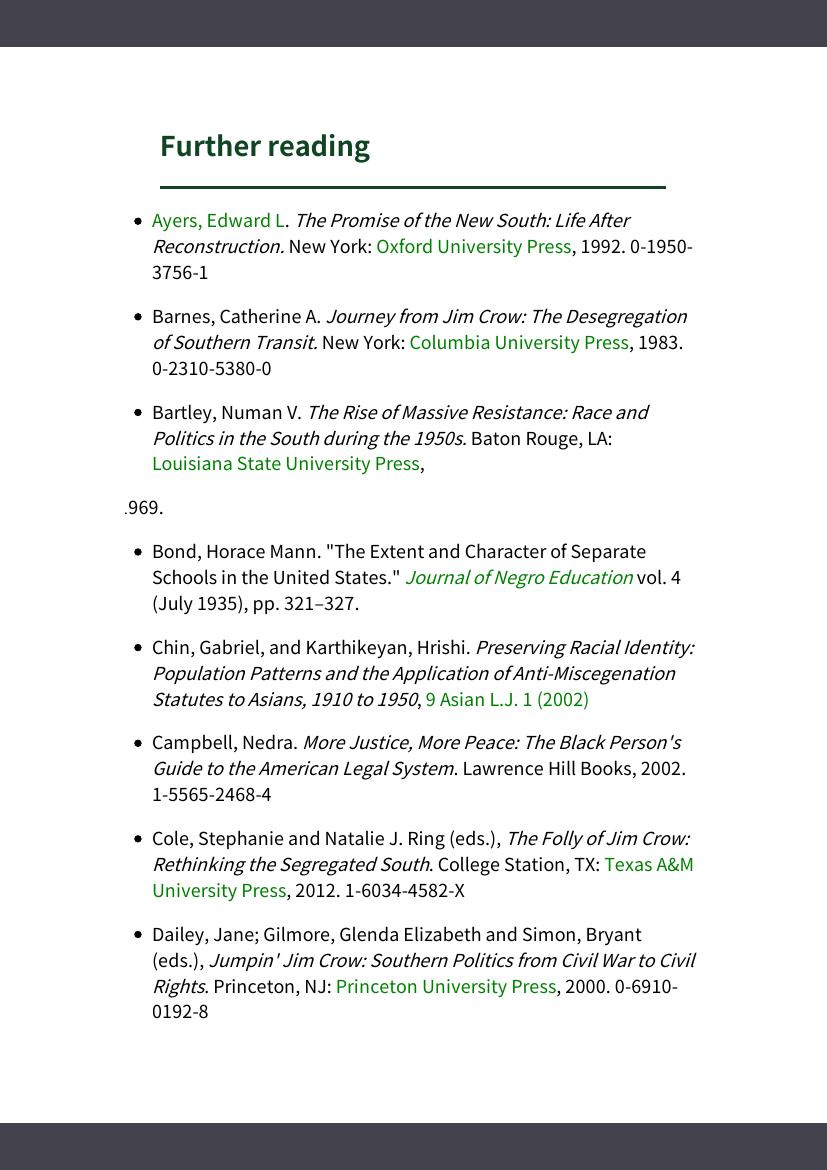 Further reading
• Ayers, Edward L. The Promise of the New South: Life After
Reconstruction. New York: Oxford University Press, 1992. 0-1950-
3756-1
• Barnes, Catherine A. Journey from Jim Crow: The Desegregation
of Southern Transit. New York: Columbia University Press, 1983.
0-2310-5380-0
• Bartley, Numan V. The Rise of Massive Resistance: Race and
Politics in the South during the 1950s. Baton Rouge, LA:
Louisiana State University Press,
.969.
• Bond, Horace Mann. "The Extent and Character of Separate
Schools in the United States." Journal of Negro Education vol. 4
(July 1935), pp. 321–327.
• Chin, Gabriel, and Karthikeyan, Hrishi. Preserving Racial Identity:
Population Patterns and the Application of Anti-Miscegenation
Statutes to Asians, 1910 to 1950, 9 Asian L.J. 1 (2002)
• Campbell, Nedra. More Justice, More Peace: The Black Person's
Guide to the American Legal System. Lawrence Hill Books, 2002.
1-5565-2468-4
• Cole, Stephanie and Natalie J. Ring (eds.), The Folly of Jim Crow:
Rethinking the Segregated South. College Station, TX: Texas A&M
University Press, 2012. 1-6034-4582-X
• Dailey, Jane; Gilmore, Glenda Elizabeth and Simon, Bryant
(eds.), Jumpin' Jim Crow: Southern Politics from Civil War to Civil
Rights. Princeton, NJ: Princeton University Press, 2000. 0-6910-
0192-8